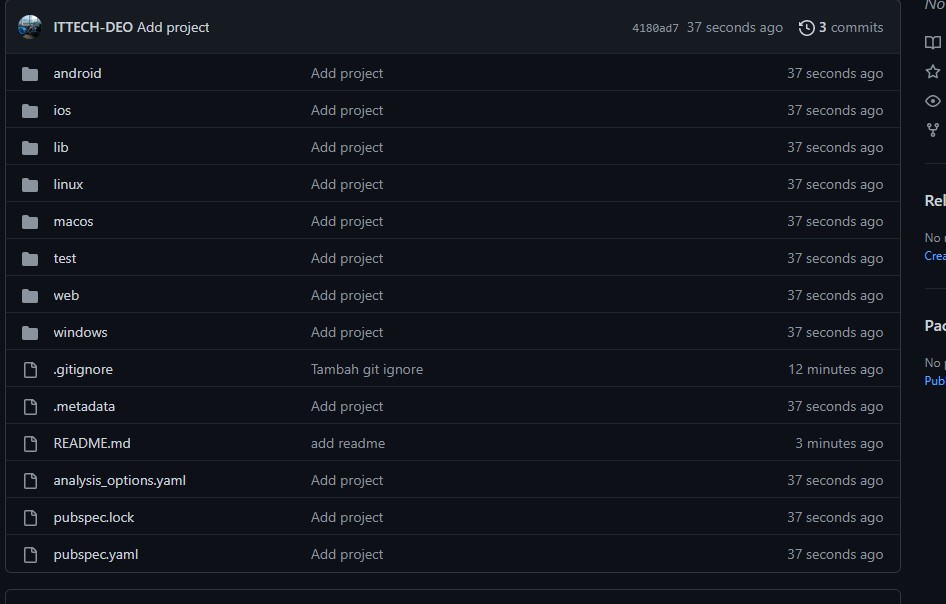 No
ITTECH-DEO Add project 4180ad7 37 seconds ago 3 commits
android Add project 37 seconds ago
ios Add project 37 seconds ago
lib Add project 37 seconds ago
linux Add project 37 seconds ago
macos Add project 37 seconds ago
Rel
test Add project 37 seconds ago
No
Crea
web Add project 37 seconds ago
windows Add project 37 seconds ago
Pac
.gitignore Tambah git ignore 12 minutes ago
No p
Pub
.metadata Add project 37 seconds ago
README.md add readme 3 minutes ago
analysis_options.yaml Add project 37 seconds ago
pubspec.lock Add project 37 seconds ago
pubspec.yaml Add project 37 seconds ago